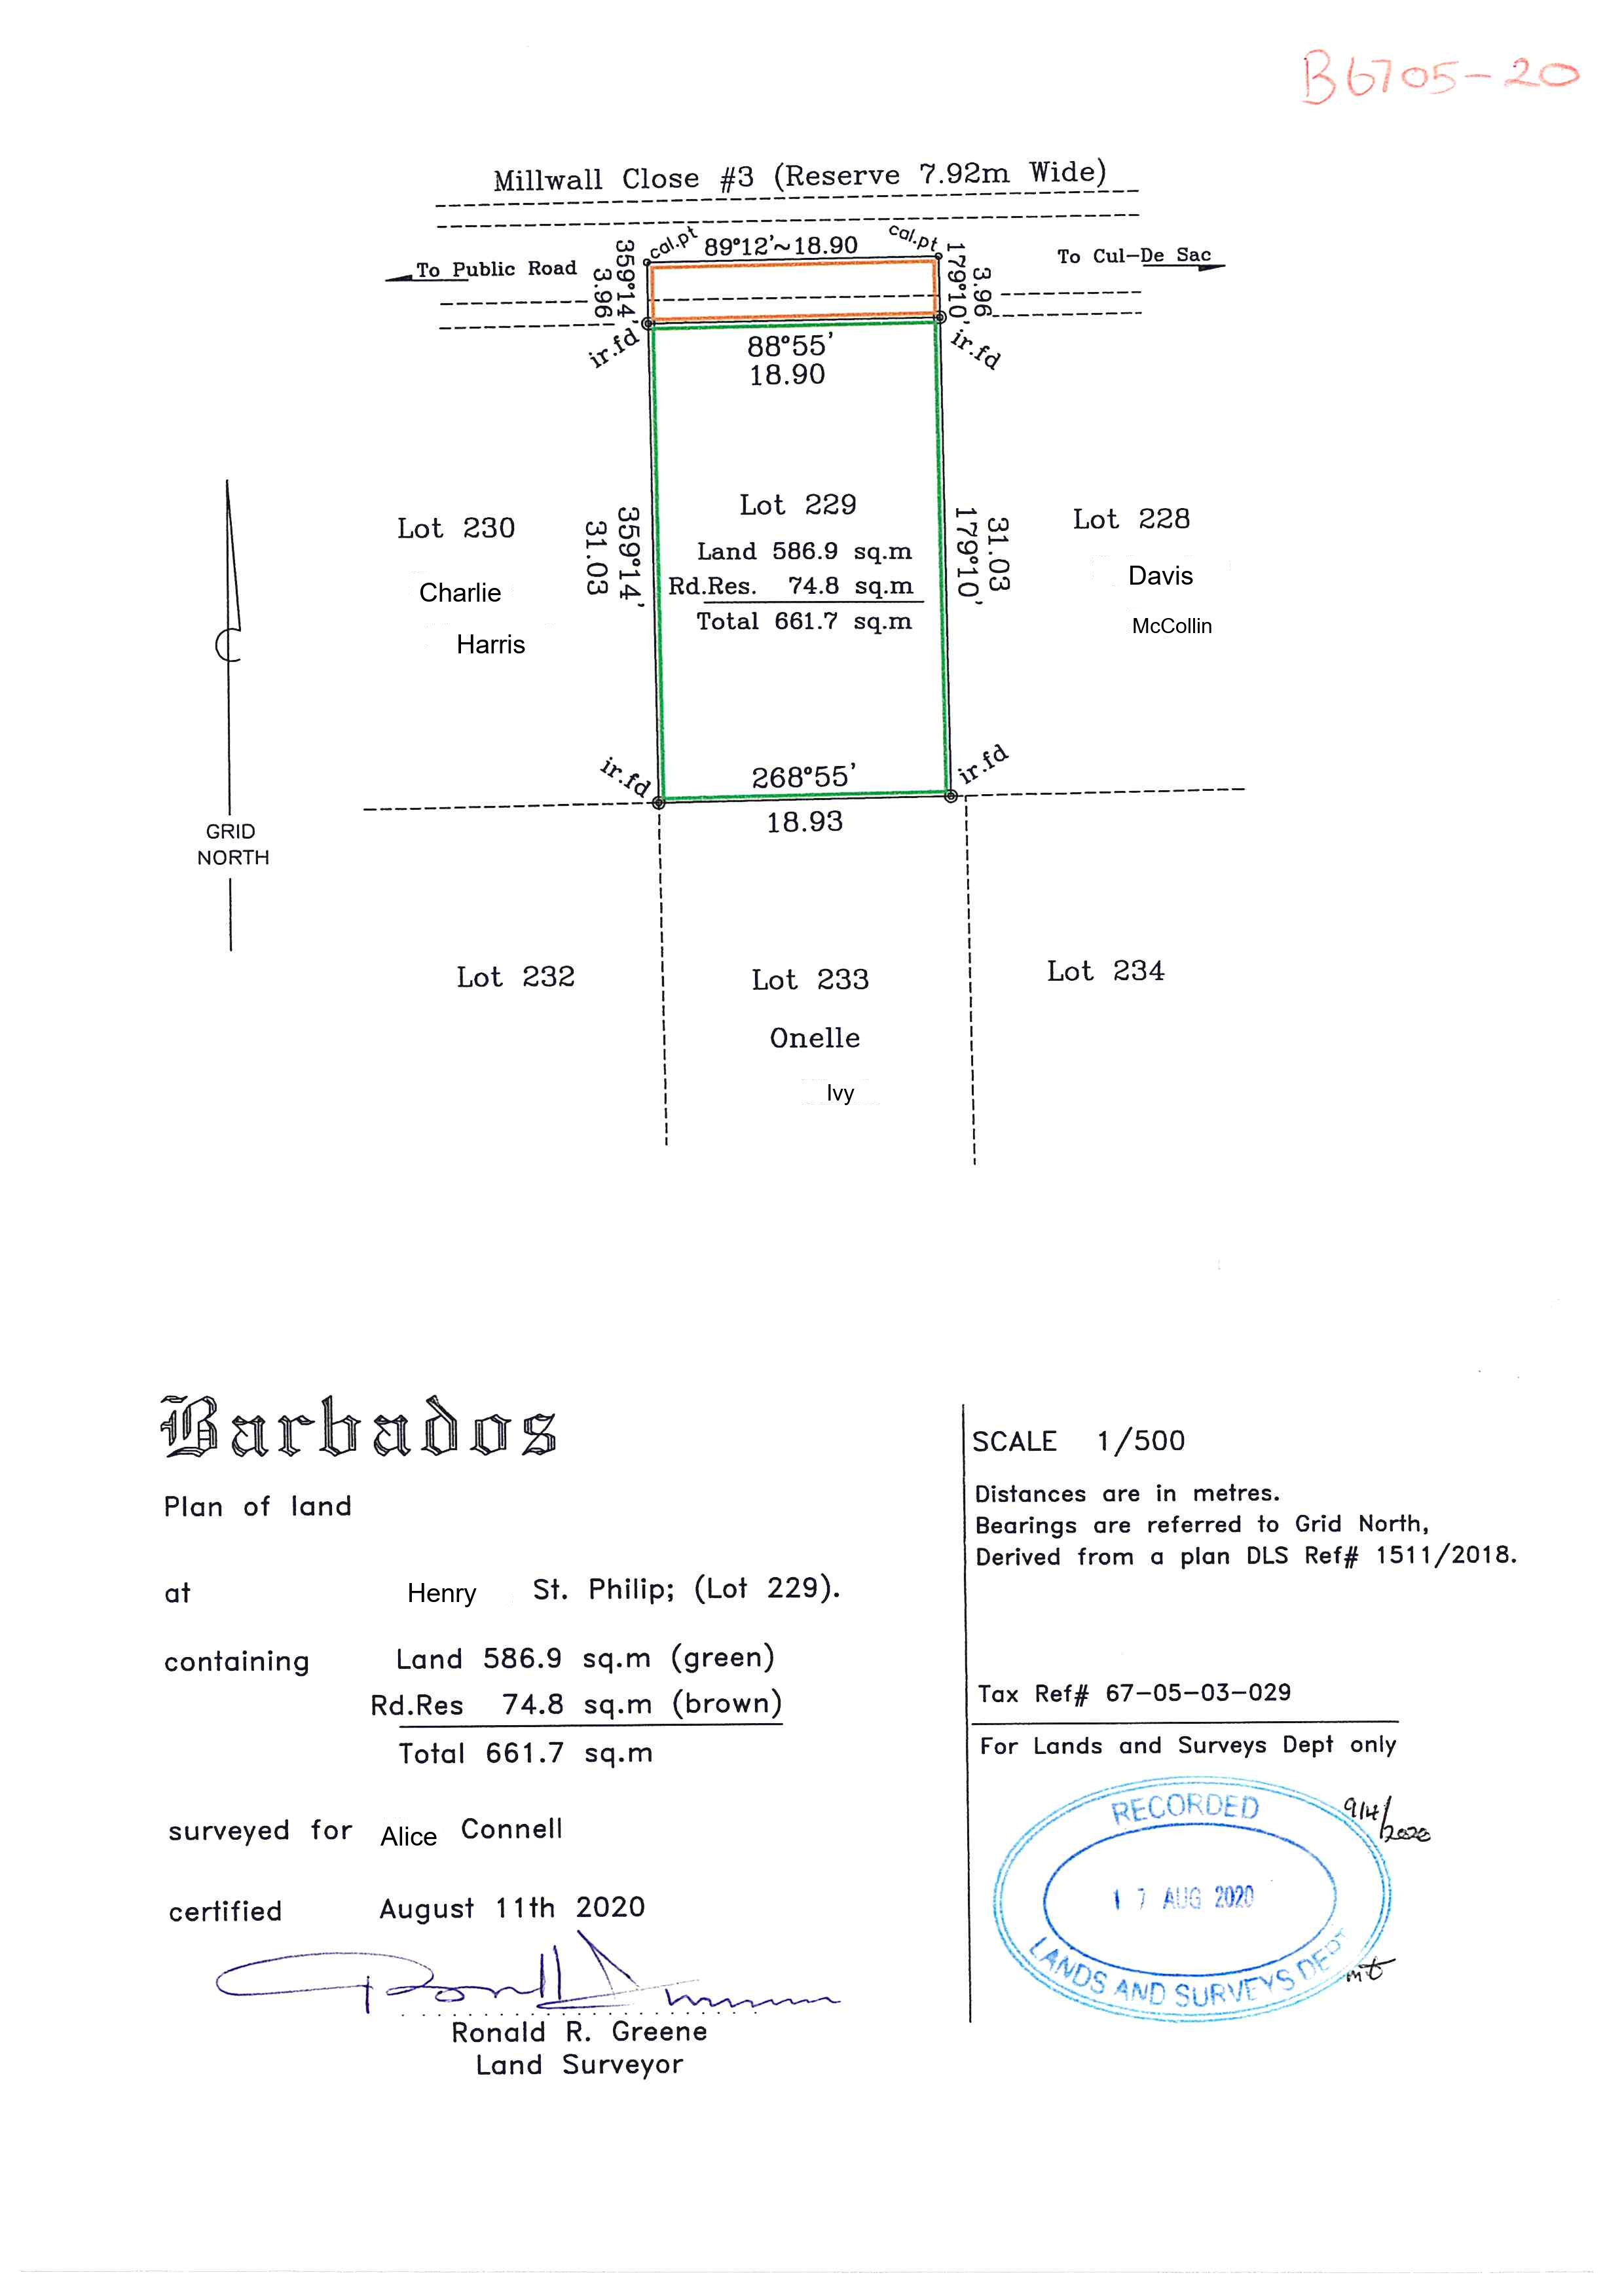 B6705-20
Millwall Close #3 (Reserve 7.92m Wide)
cal.pt 89°12'~18.90 cal.pt
To Public Road
To Cul-De Sac
359°14'
3.96
179°10'
3.96
ir.fd
88°55'
18.90
ir.fd
Lot 230
Charlie
Harris
359°14'
31.03
Lot 229
Land 586.9 sq.m
Rd.Res. 74.8 sq.m
Total 661.7 sq.m
31.03
179°10'
Lot 228
Davis
McCollin
ir.fd
268°55'
18.93
ir.fd
GRID
NORTH
Lot 232
Lot 233
Onelle
Ivy
Lot 234
Barbados
Plan of land
at Henry St. Philip; (Lot 229).
containing Land 586.9 sq.m (green)
Rd.Res 74.8 sq.m (brown)
Total 661.7 sq.m
surveyed for Alice Connell
certified August 11th 2020
Ronald R. Greene
Land Surveyor
SCALE 1/500
Distances are in metres.
Bearings are referred to Grid North,
Derived from a plan DLS Ref# 1511/2018.
Tax Ref# 67-05-03-029
For Lands and Surveys Dept only
RECORDED
17 AUG 2020
LANDS AND SURVEYS DEPT